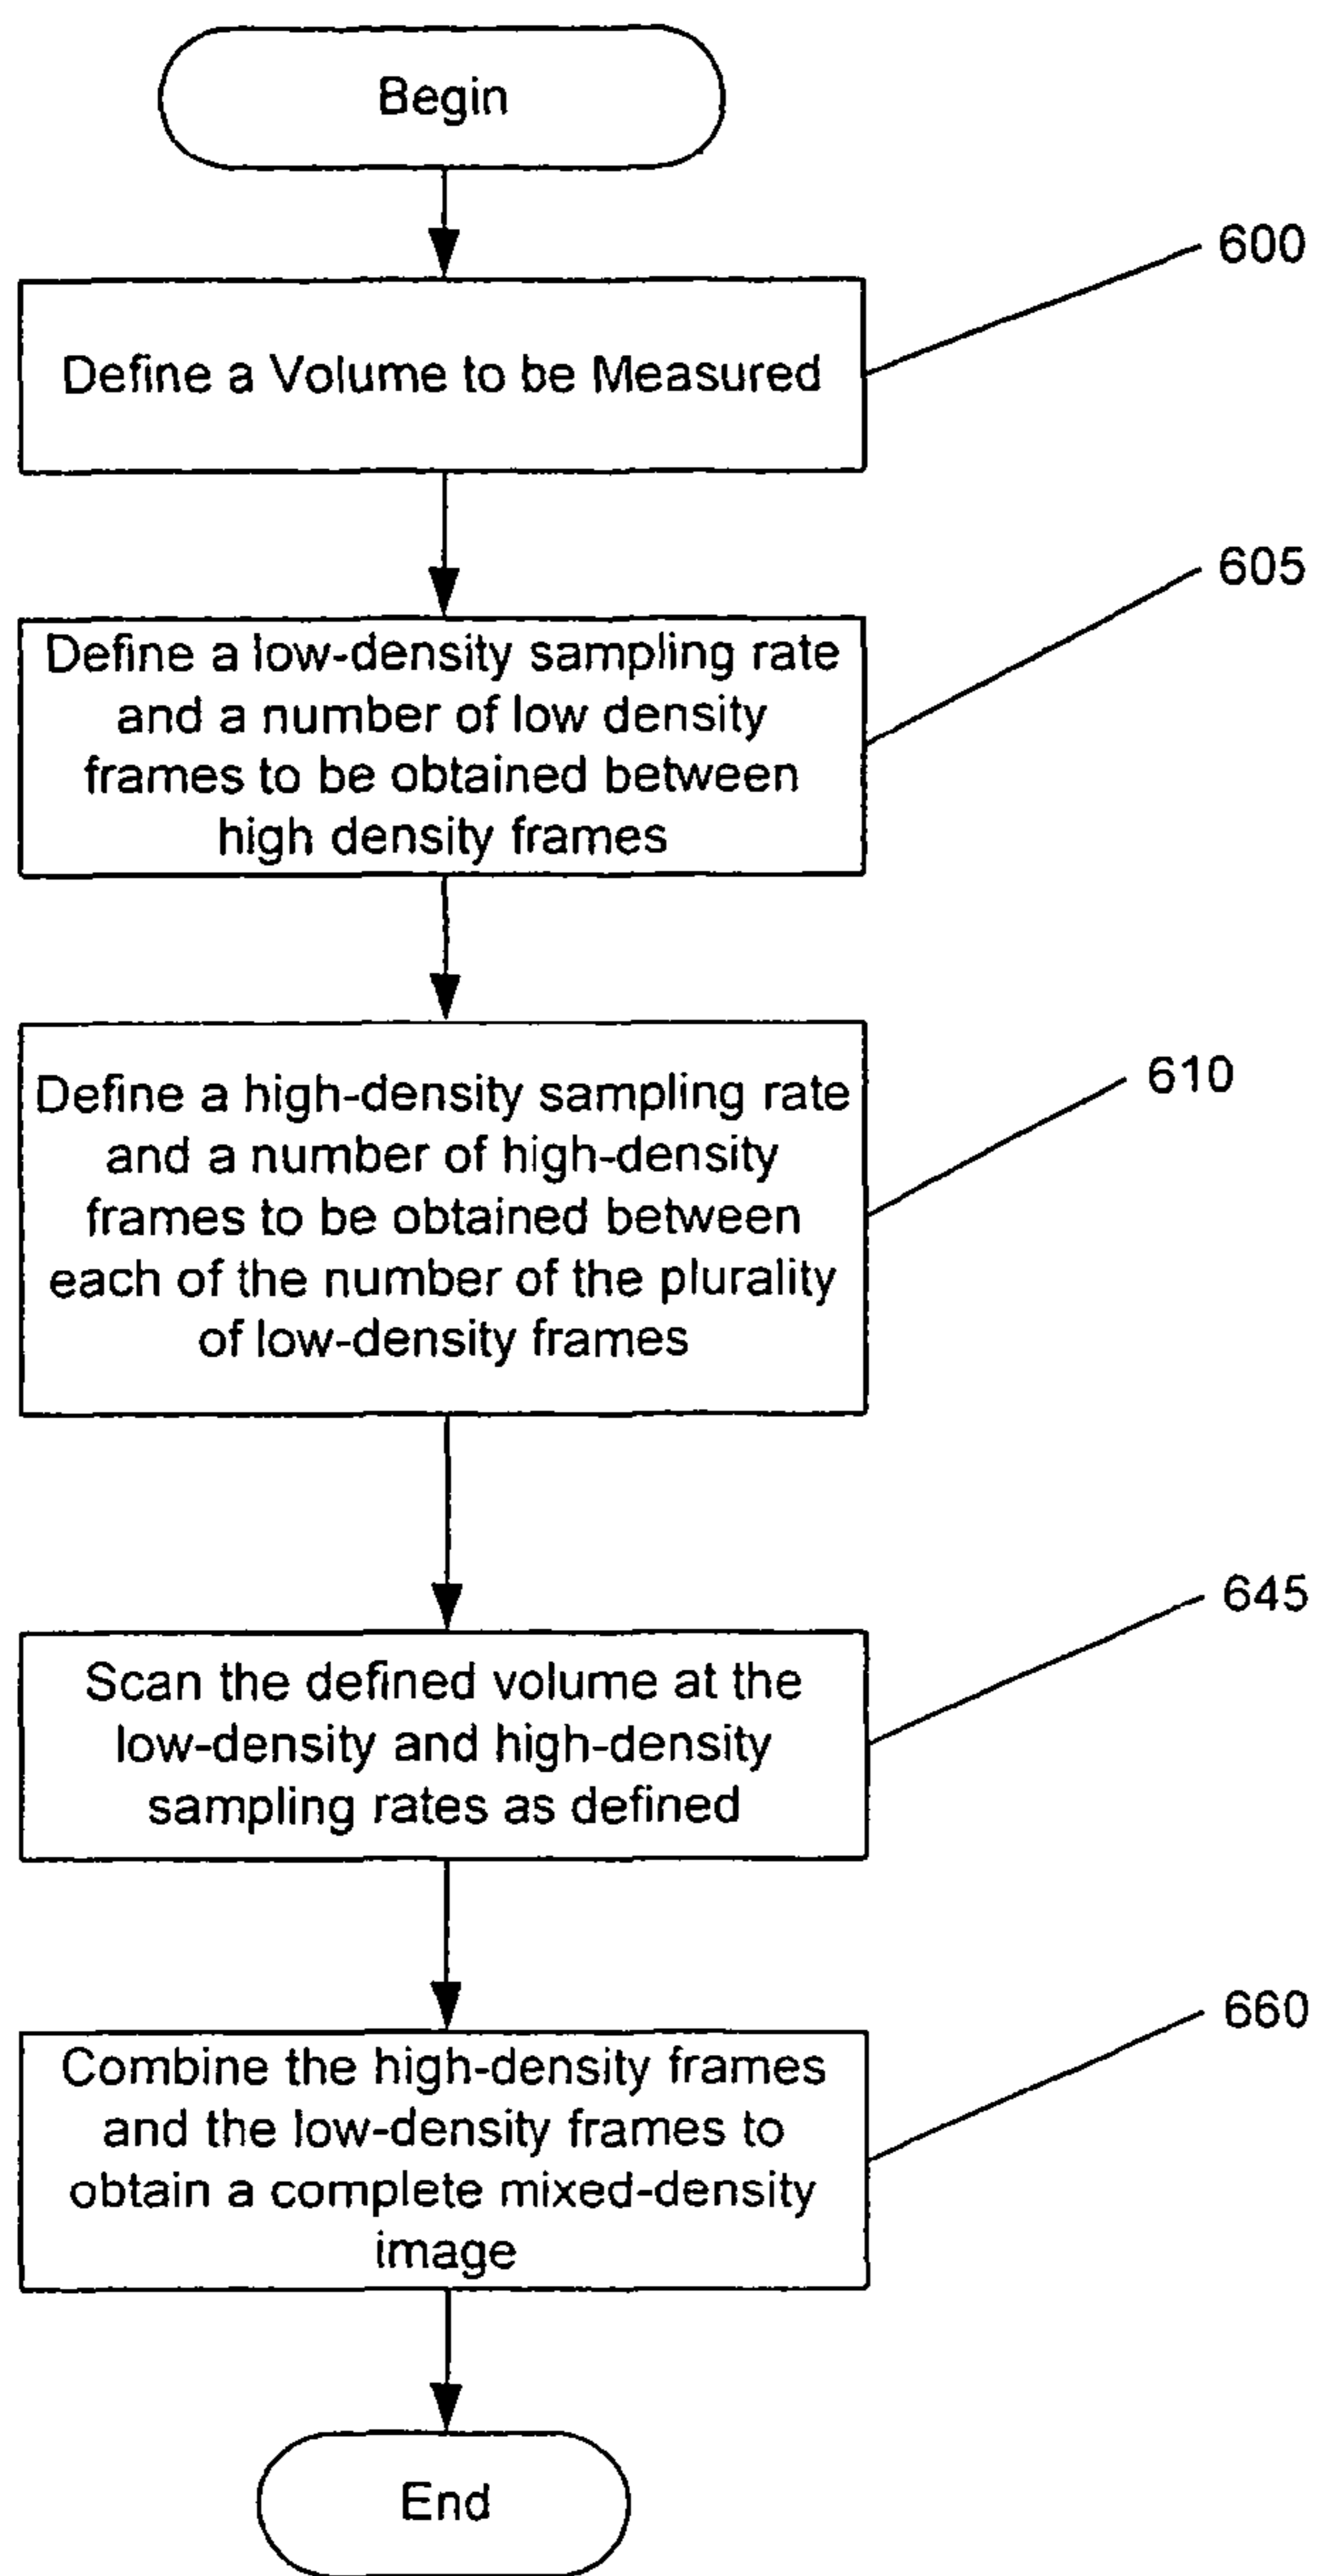 Begin
600
Define a Volume to be Measured
605
Define a low-density sampling rate
and a number of low density
frames to be obtained between
high density frames
610
Define a high-density sampling rate
and a number of high-density
frames to be obtained between
each of the number of the plurality
of low-density frames
645
Scan the defined volume at the
low-density and high-density
sampling rates as defined
660
Combine the high-density frames
and the low-density frames to
obtain a complete mixed-density
image
End